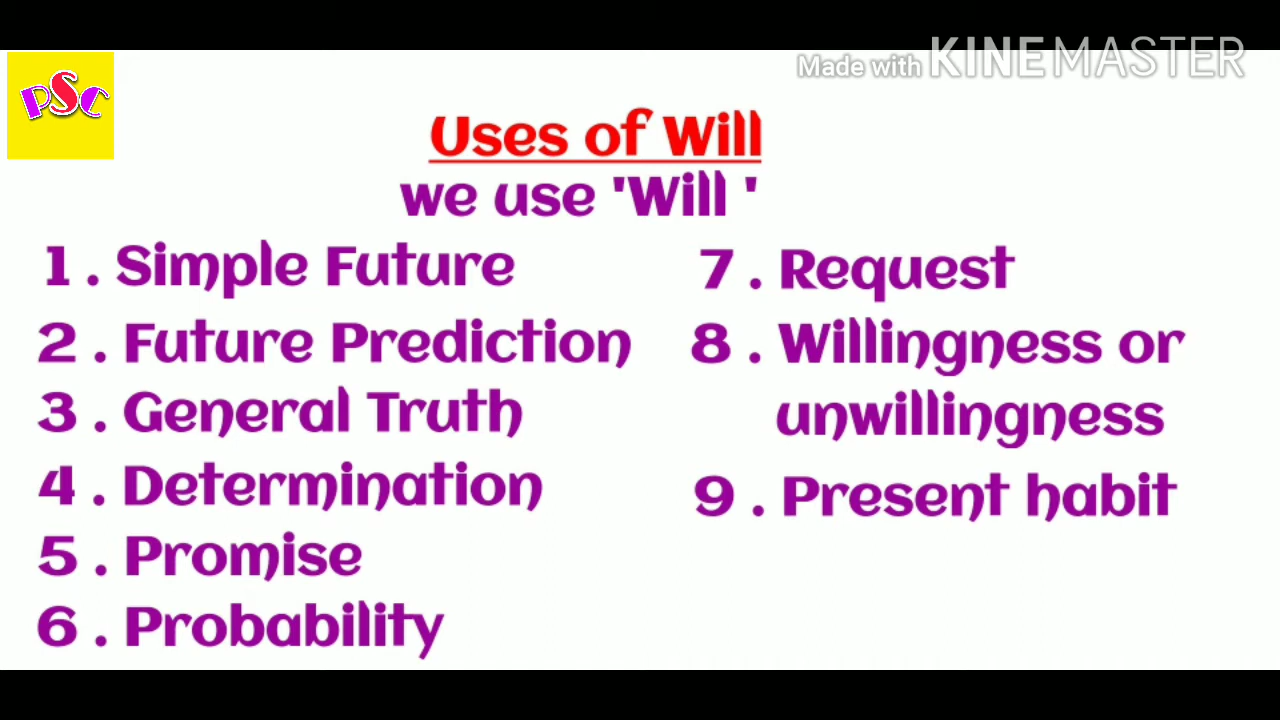 Made with KINEMASTER
PSC
Uses of Will
we use 'Will '
1 . Simple Future
2 . Future Prediction
3 . General Truth
4 . Determination
5 . Promise
6 . Probability
7 . Request
8 . Willingness or
unwillingness
9 . Present habit